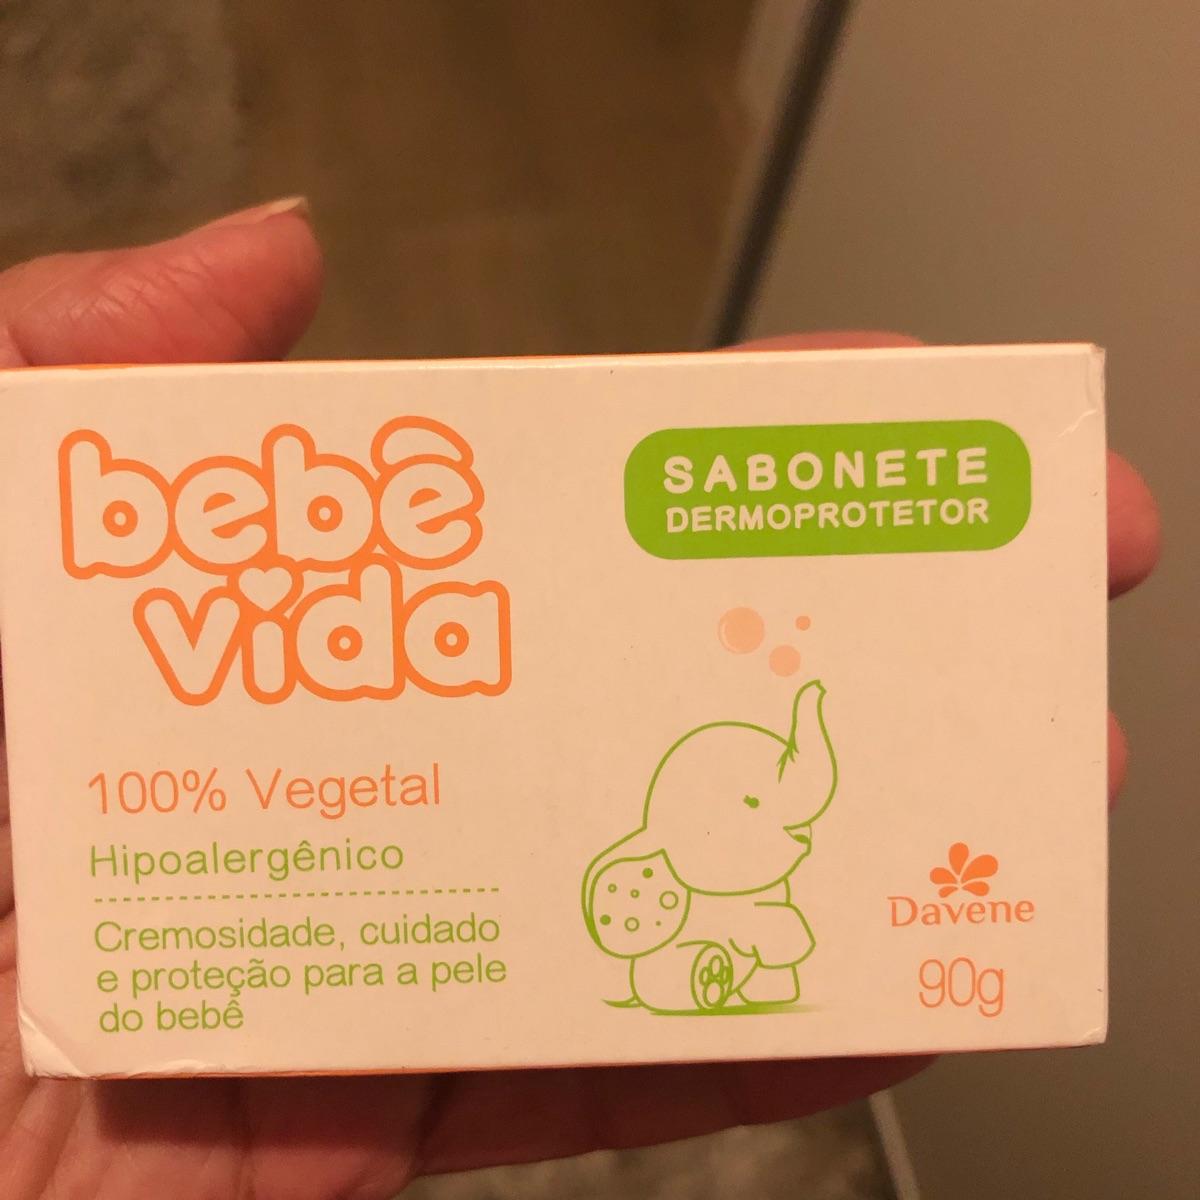 bebê
vida
SABONETE
DERMOPROTETOR
100% Vegetal
Hipoalergênico
Cremosidade, cuidado
e proteção para a pele
do bebê
Davene
90g